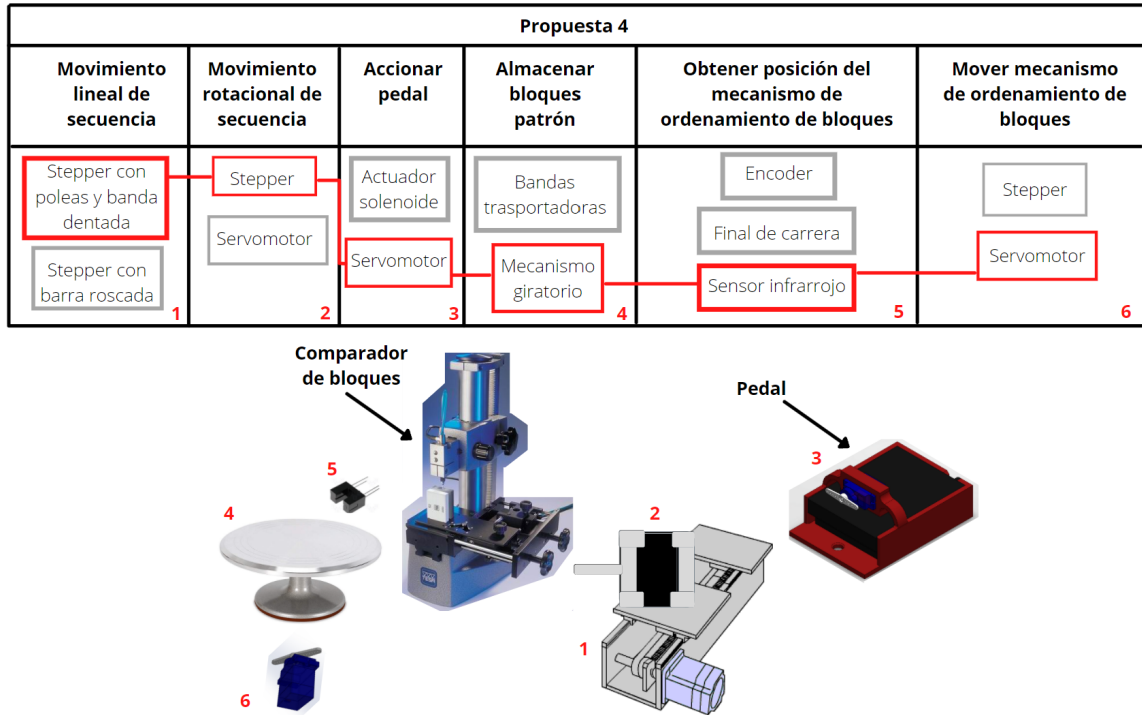 Propuesta 4
Movimiento
lineal de
secuencia
Movimiento
rotacional de
secuencia
Accionar
pedal
Almacenar
bloques
patrón
Obtener posición del
mecanismo de
ordenamiento de bloques
Mover mecanismo
de ordenamiento de
bloques
Stepper con
poleas y banda
dentada
Stepper con
barra roscada
1
Stepper
Servomotor
2
Actuador
solenoide
Servomotor
3
Bandas
trasportadoras
Mecanismo
giratorio
4
Encoder
Final de carrera
Sensor infrarrojo
5
Stepper
Servomotor
6
Comparador
de bloques
Pedal
5
4
6
3
2
1